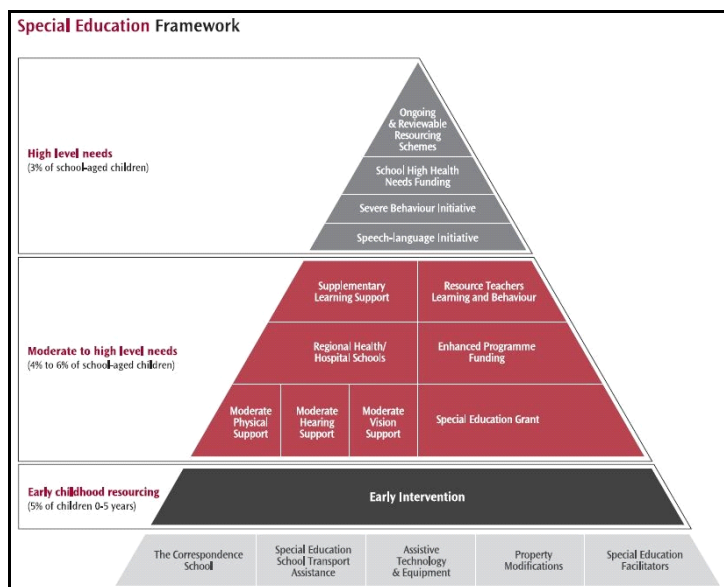 Special Education Framework
Ongoing
& Reviewable
Resourcing
Schemes
High level needs
(3% of school-aged children)
School High Health
Needs Funding
Severe Behaviour Initiative
Speech-language Initiative
Supplementary
Learning Support
Resource Teachers
Learning and Behaviour
Moderate to high level needs
(4% to 6% of school-aged children)
Regional Health/
Hospital Schools
Enhanced Programme
Funding
Moderate
Physical
Support
Moderate
Hearing
Support
Moderate
Vision
Support
Special Education Grant
Early childhood resourcing
(5% of children 0-5 years)
Early Intervention
The Correspondence
School
Special Education
School Transport
Assistance
Assistive
Technology
& Equipment
Property
Modifications
Special Education
Facilitators